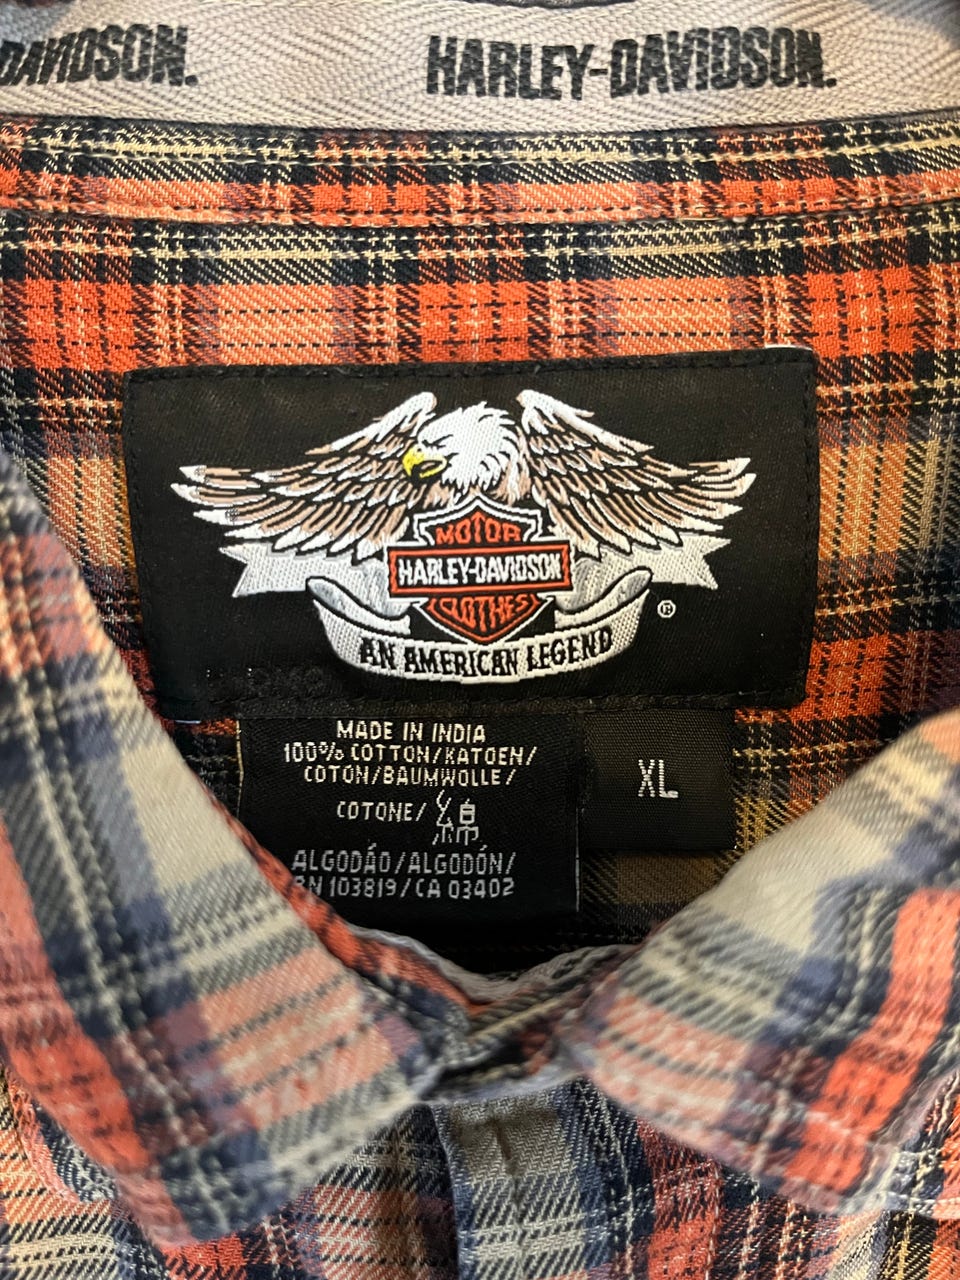 DAVIDSON.
HARLEY-DAVIDSON.
MOTOR
HARLEY-DAVIDSON
CLOTHES
®
AN AMERICAN LEGEND
MADE IN INDIA
100% COTTON/KATOEN/
COTON/BAUMWOLLE/
COTONE/綿
ALGODÃO/ALGODÓN/
RN 103819/CA 03402
XL